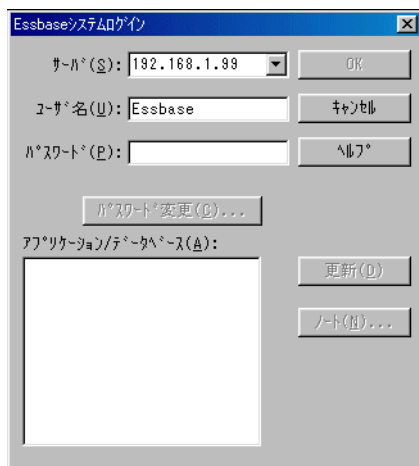 Essbaseｼｽﾃﾑﾛｸﾞｲﾝ
ｻｰﾊﾞ(S): 192.168.1.99 OK
ﾕｰｻﾞ名(U): Essbase ｷｬﾝｾﾙ
ﾊﾟｽﾜｰﾄﾞ(P): ﾍﾙﾌﾟ
ﾊﾟｽﾜｰﾄﾞ変更(C)...
ｱﾌﾟﾘｹｰｼｮﾝ/ﾃﾞｰﾀﾍﾞｰｽ(A):
更新(D)
ﾉｰﾄ(N)...